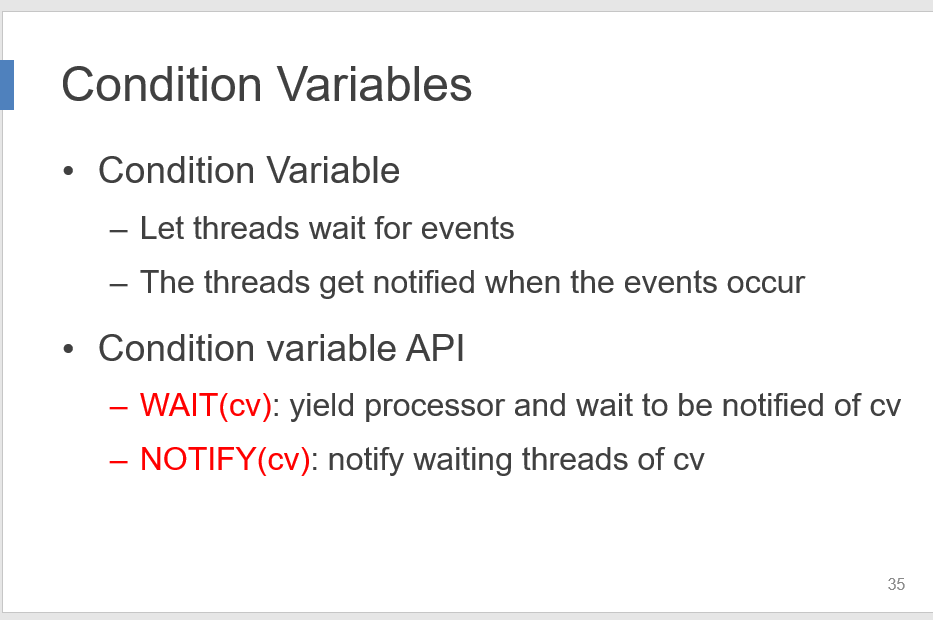 Condition Variables
• Condition Variable
– Let threads wait for events
– The threads get notified when the events occur
• Condition variable API
– WAIT(cv): yield processor and wait to be notified of cv
– NOTIFY(cv): notify waiting threads of cv
35